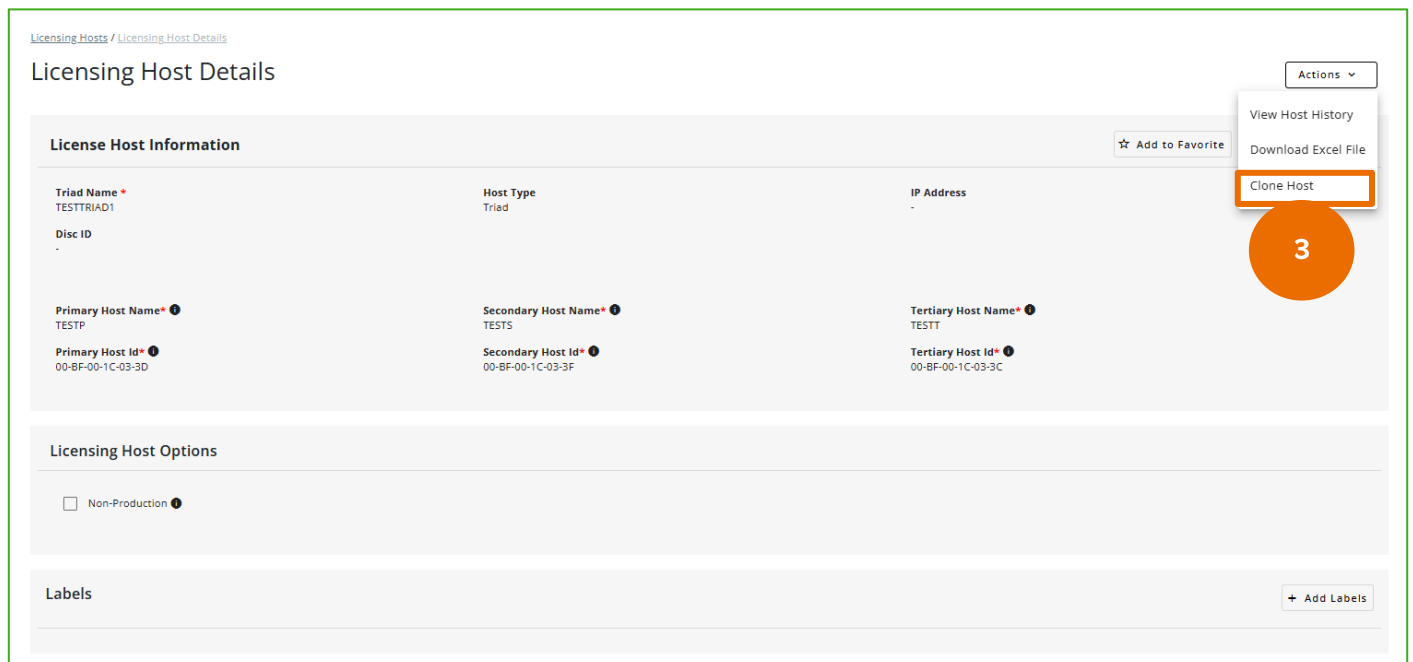 Licensing Hosts / Licensing Host Details
Licensing Host Details
Actions
View Host History
Download Excel File
Clone Host
3
License Host Information
Add to Favorite
Triad Name *
TESTTRIAD1
Host Type
Triad
IP Address
-
Disc ID
-
Primary Host Name*
TESTP
Secondary Host Name*
TESTS
Tertiary Host Name*
TESTT
Primary Host Id*
00-BF-00-1C-03-3D
Secondary Host Id*
00-BF-00-1C-03-3F
Tertiary Host Id*
00-BF-00-1C-03-3C
Licensing Host Options
Non-Production
Labels
+ Add Labels